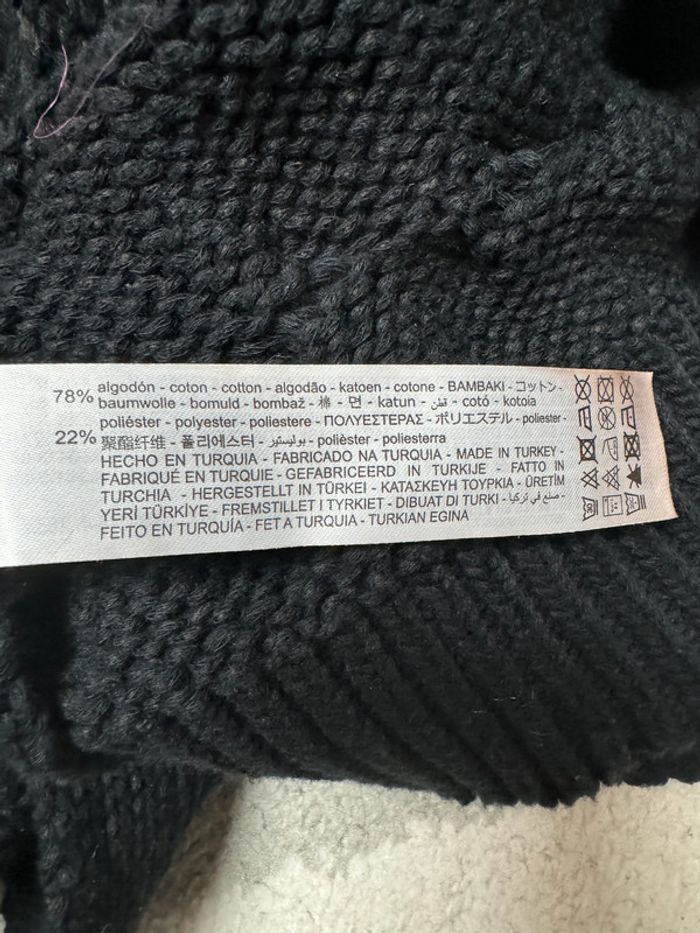 78% algodón - coton - cotton - algodão - katoen - cotone - BAMBAKI - コットン -
baumwolle - bomuld - bombaž - 棉 - 면 - katun - قطن - cotó - kotoia
poliéster - polyester - poliestere - ΠΟΛΥΕΣΤΕΡΑΣ - ポリエステル - poliester -
22% 聚酯纤维 - 폴리에스터 - بوليستير - polièster - poliesterra
HECHO EN TURQUIA - FABRICADO NA TURQUIA - MADE IN TURKEY -
FABRIQUÉ EN TURQUIE - GEFABRICEERD IN TURKIJE - FATTO IN
TURCHIA - HERGESTELLT IN TÜRKEI - ΚΑΤΑΣΚΕΥΗ ΤΟΥΡΚΙΑ - ÜRETİM
YERİ TÜRKİYE - FREMSTILLET I TYRKIET - DIBUAT DI TURKI - صنع في تركيا -
FEITO EN TURQUÍA - FET A TURQUIA - TURKIAN EGINA